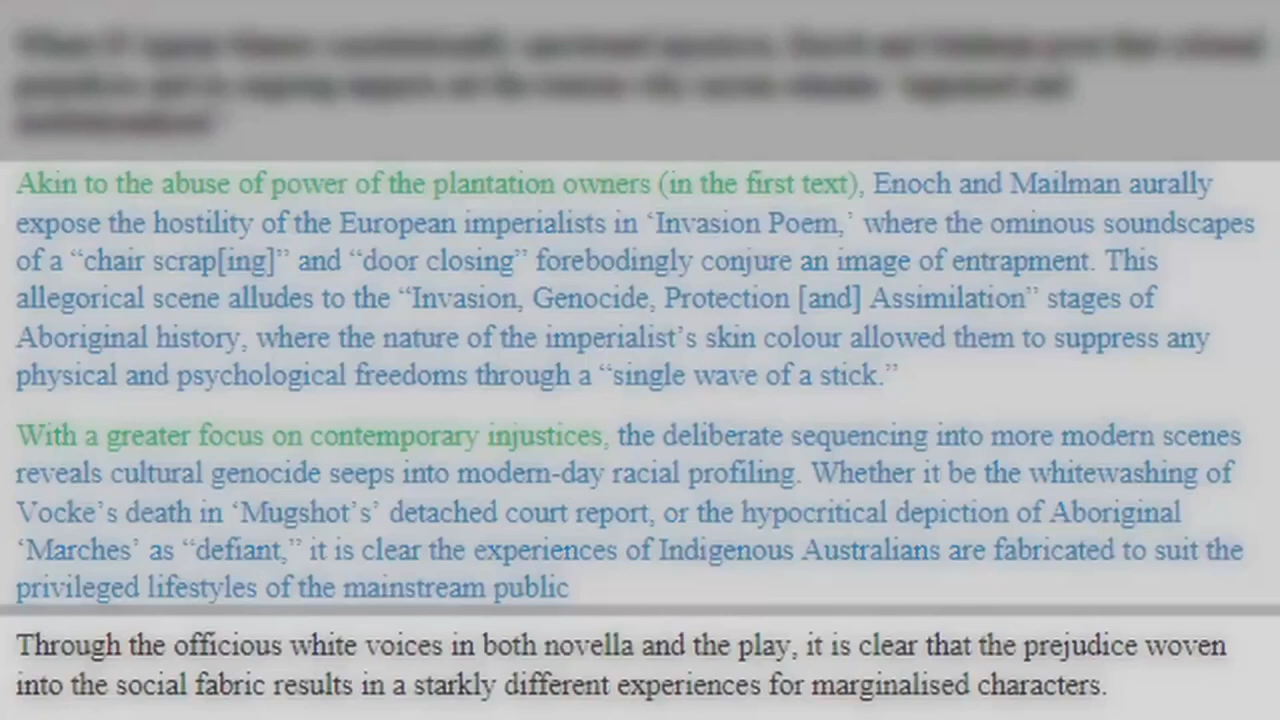 Akin to the abuse of power of the plantation owners (in the first text), Enoch and Mailman aurally
expose the hostility of the European imperialists in ‘Invasion Poem,’ where the ominous soundscapes
of a “chair scrap[ing]” and “door closing” forebodingly conjure an image of entrapment. This
allegorical scene alludes to the “Invasion, Genocide, Protection [and] Assimilation” stages of
Aboriginal history, where the nature of the imperialist’s skin colour allowed them to suppress any
physical and psychological freedoms through a “single wave of a stick.”
With a greater focus on contemporary injustices, the deliberate sequencing into more modern scenes
reveals cultural genocide seeps into modern-day racial profiling. Whether it be the whitewashing of
Vocke’s death in ‘Mugshot’s’ detached court report, or the hypocritical depiction of Aboriginal
‘Marches’ as “defiant,” it is clear the experiences of Indigenous Australians are fabricated to suit the
privileged lifestyles of the mainstream public
Through the officious white voices in both novella and the play, it is clear that the prejudice woven
into the social fabric results in a starkly different experiences for marginalised characters.